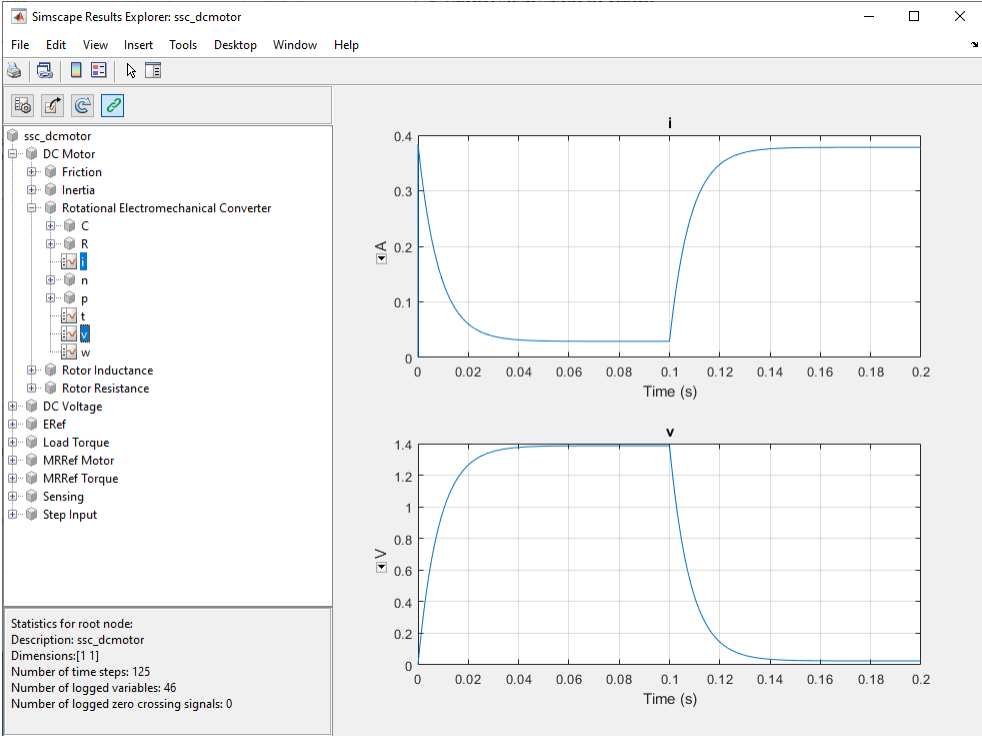 Simscape Results Explorer: ssc_dcmotor
File Edit View Insert Tools Desktop Window Help
ssc_dcmotor
DC Motor
Friction
Inertia
Rotational Electromechanical Converter
C
R
i
n
p
t
v
w
Rotor Inductance
Rotor Resistance
DC Voltage
ERef
Load Torque
MRRef Motor
MRRef Torque
Sensing
Step Input
Statistics for root node:
Description: ssc_dcmotor
Dimensions:[1 1]
Number of time steps: 125
Number of logged variables: 46
Number of logged zero crossing signals: 0
i
0.4
0.3
0.2
0.1
0
A
0 0.02 0.04 0.06 0.08 0.1 0.12 0.14 0.16 0.18 0.2
Time (s)
v
1.4
1.2
1
0.8
0.6
0.4
0.2
0
V
0 0.02 0.04 0.06 0.08 0.1 0.12 0.14 0.16 0.18 0.2
Time (s)